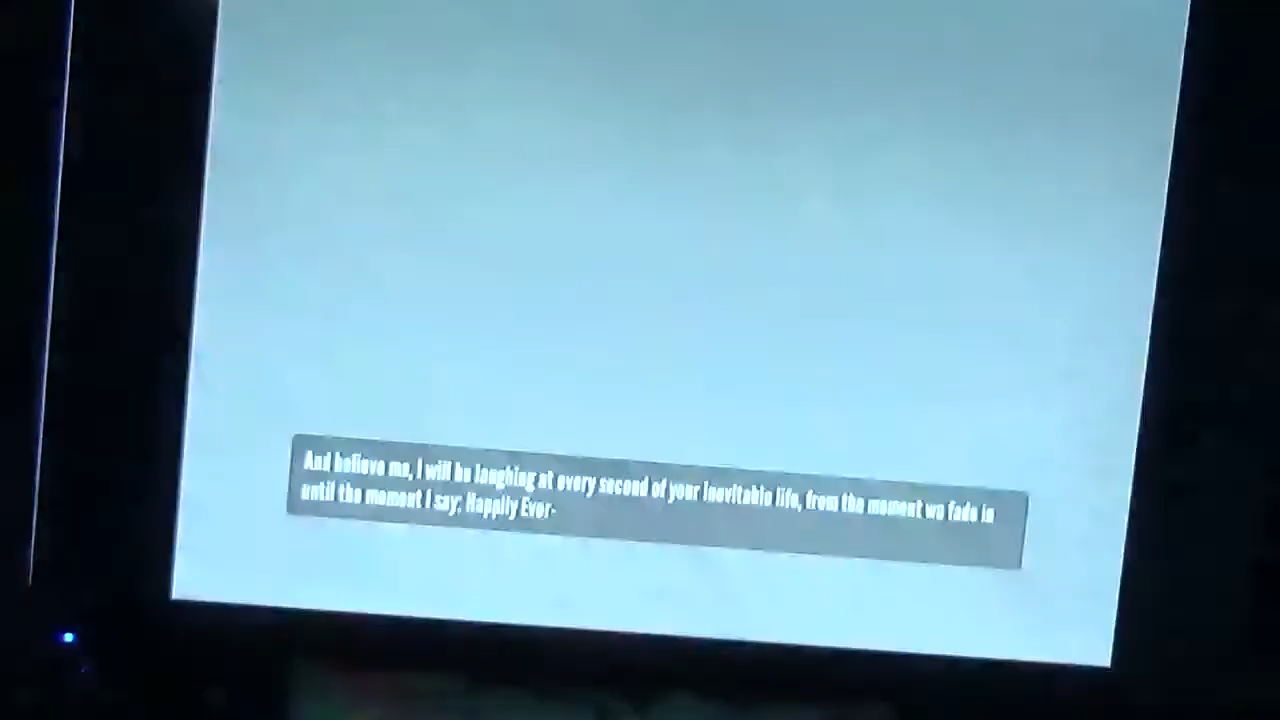 And believe me, I will be laughing at every second of your inevitable life, from the moment we fade in
until the moment I say: Happily Ever-